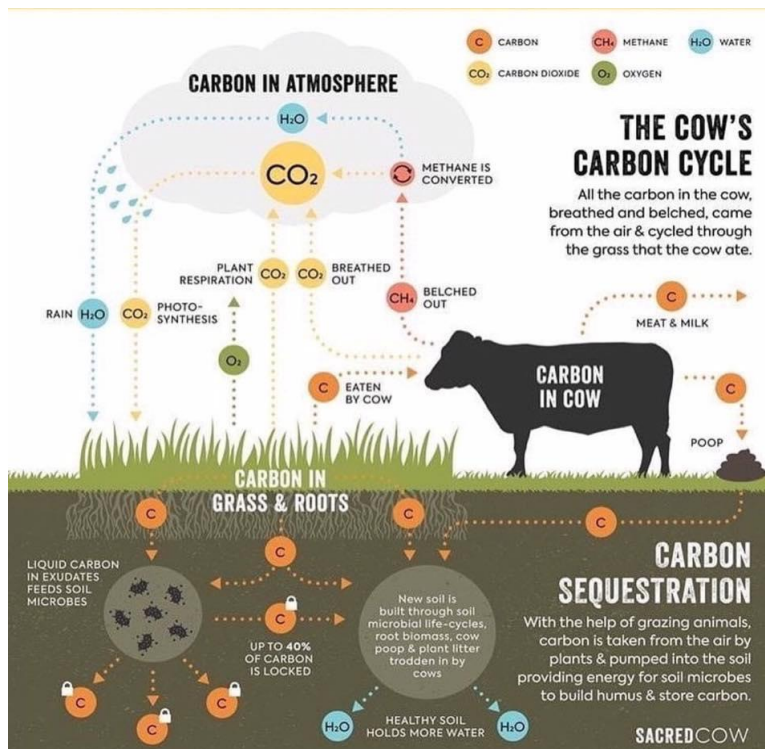 C CARBON
CH₄ METHANE
H₂O WATER
CO₂ CARBON DIOXIDE
O₂ OXYGEN
CARBON IN ATMOSPHERE
H₂O
CO₂
METHANE IS
CONVERTED
THE COW'S
CARBON CYCLE
All the carbon in the cow,
breathed and belched, came
from the air & cycled through
the grass that the cow ate.
PLANT
RESPIRATION
CO₂
CO₂
BREATHED
OUT
CH₄
BELCHED
OUT
RAIN
H₂O
CO₂
PHOTO-
SYNTHESIS
O₂
C
EATEN
BY COW
C
MEAT & MILK
CARBON
IN COW
C
POOP
CARBON IN
GRASS & ROOTS
C
C
C
C
LIQUID CARBON
IN EXUDATES
FEEDS SOIL
MICROBES
C
UP TO 40%
OF CARBON
IS LOCKED
New soil is
built through soil
microbial life-cycles,
root biomass, cow
poop & plant litter
trodden in by
cows
C
C
C
H₂O
HEALTHY SOIL
HOLDS MORE WATER
H₂O
CARBON
SEQUESTRATION
With the help of grazing animals,
carbon is taken from the air by
plants & pumped into the soil
providing energy for soil microbes
to build humus & store carbon.
SACREDCOW